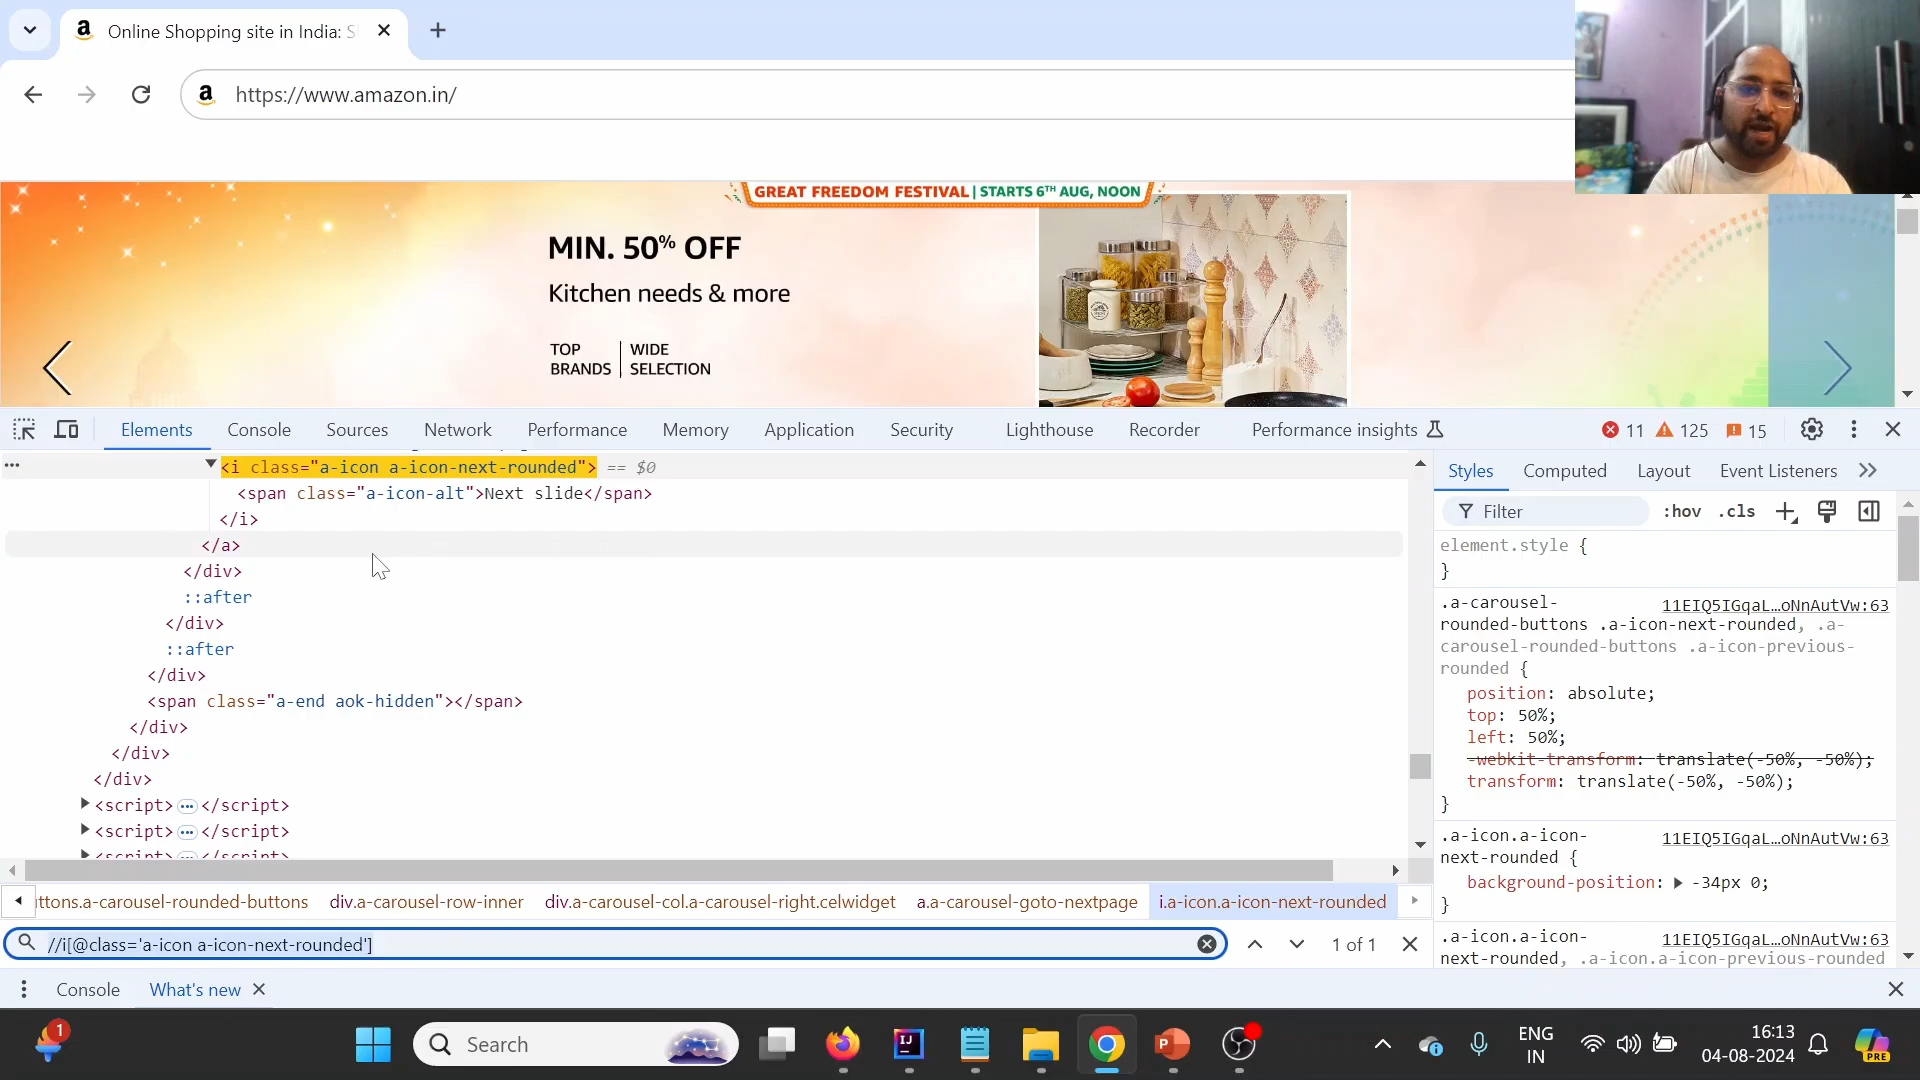 Online Shopping site in India: S
https://www.amazon.in/
GREAT FREEDOM FESTIVAL | STARTS 6TH AUG, NOON
MIN. 50% OFF
Kitchen needs & more
TOP BRANDS
WIDE SELECTION
Elements Console Sources Network Performance Memory Application Security Lighthouse Recorder Performance insights 11 125 15
<i class="a-icon a-icon-next-rounded"> == $0
<span class="a-icon-alt">Next slide</span>
</i>
</a>
</div>
::after
</div>
::after
</div>
<span class="a-end aok-hidden"></span>
</div>
</div>
</div>
<script>…</script>
<script>…</script>
<script>…</script>
uttons.a-carousel-rounded-buttons div.a-carousel-row-inner div.a-carousel-col.a-carousel-right.celwidget a.a-carousel-goto-nextpage i.a-icon.a-icon-next-rounded
//i[@class='a-icon a-icon-next-rounded'] 1 of 1
Console What's new
Styles Computed Layout Event Listeners
Filter :hov .cls
element.style {
}
.a-carousel- 11EIQ5IGqaL…oNnAutVw:63
rounded-buttons .a-icon-next-rounded, .a-
carousel-rounded-buttons .a-icon-previous-
rounded {
position: absolute;
top: 50%;
left: 50%;
-webkit-transform: translate(-50%, -50%);
transform: translate(-50%, -50%);
}
.a-icon.a-icon- 11EIQ5IGqaL…oNnAutVw:63
next-rounded {
background-position: -34px 0;
}
.a-icon.a-icon- 11EIQ5IGqaL…oNnAutVw:63
next-rounded, .a-icon.a-icon-previous-rounded
1
Search
IJ
P
ENG
IN
16:13
04-08-2024
PRE